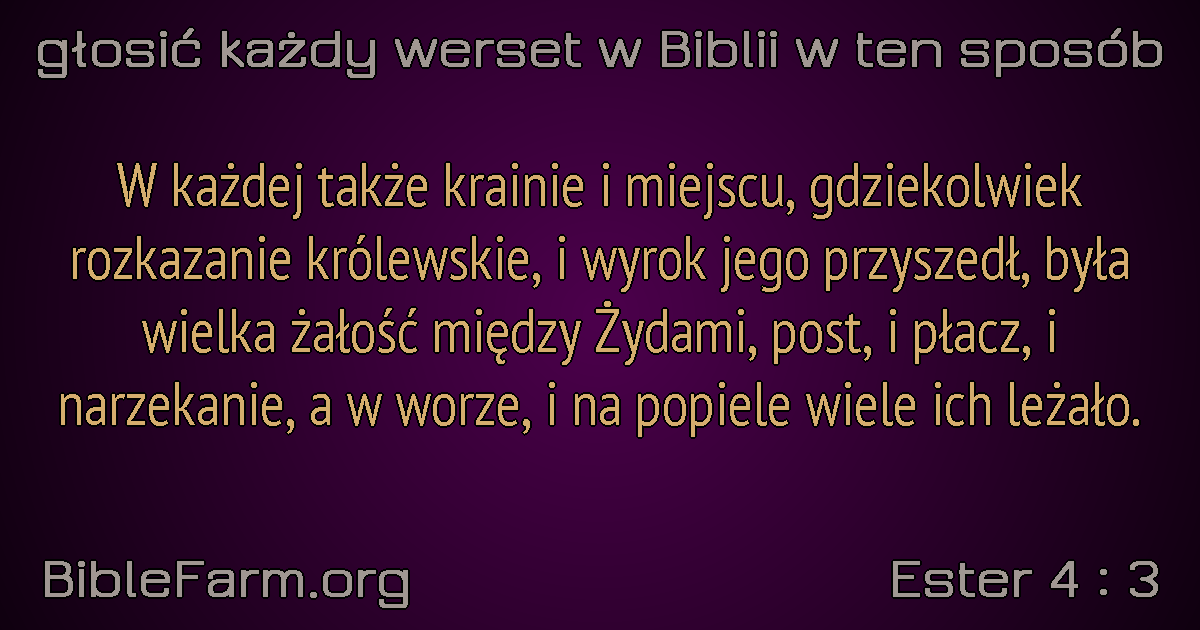 głosić każdy werset w Biblii w ten sposób
W każdej także krainie i miejscu, gdziekolwiek
rozkazanie królewskie, i wyrok jego przyszedł, była
wielka żałość między Żydami, post, i płacz, i
narzekanie, a w worze, i na popiele wiele ich leżało.
BibleFarm.org
Ester 4 : 3